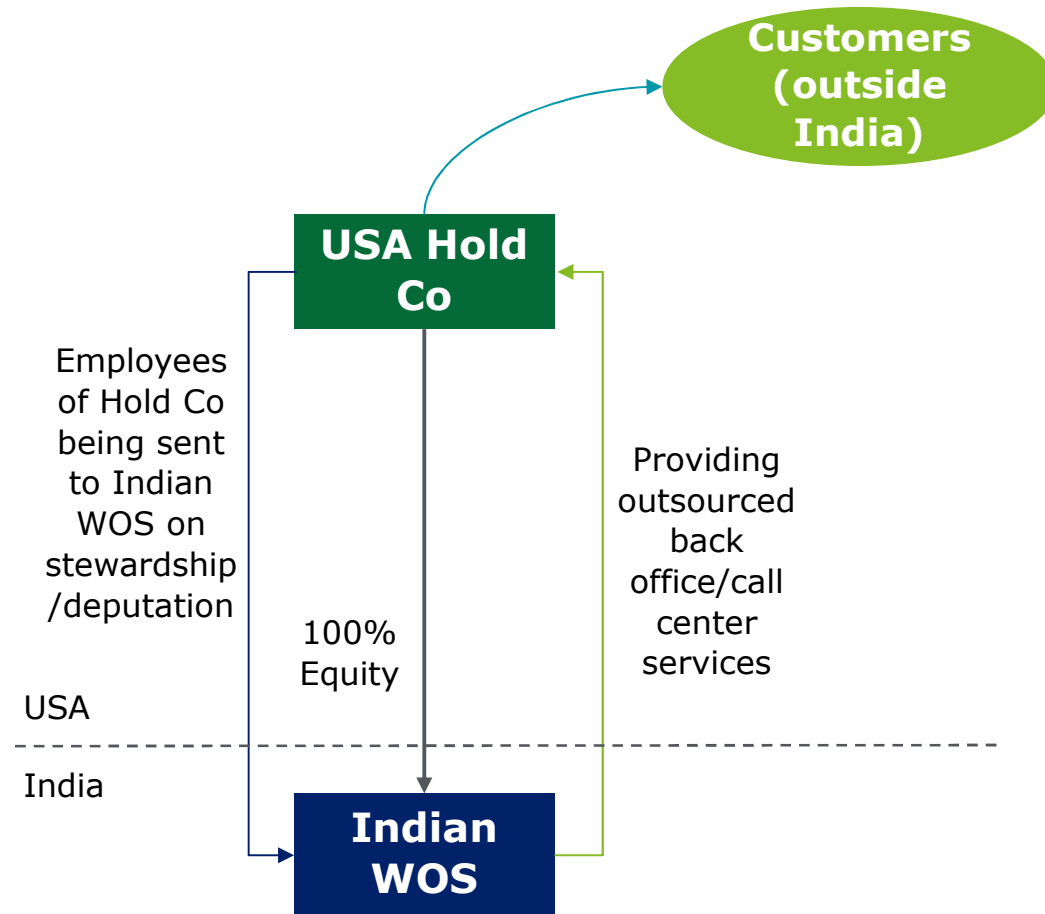 Customers
(outside
India)
USA Hold
Co
Employees
of Hold Co
being sent
to Indian
WOS on
stewardship
/deputation
100%
Equity
Providing
outsourced
back
office/call
center
services
USA
India
Indian
WOS